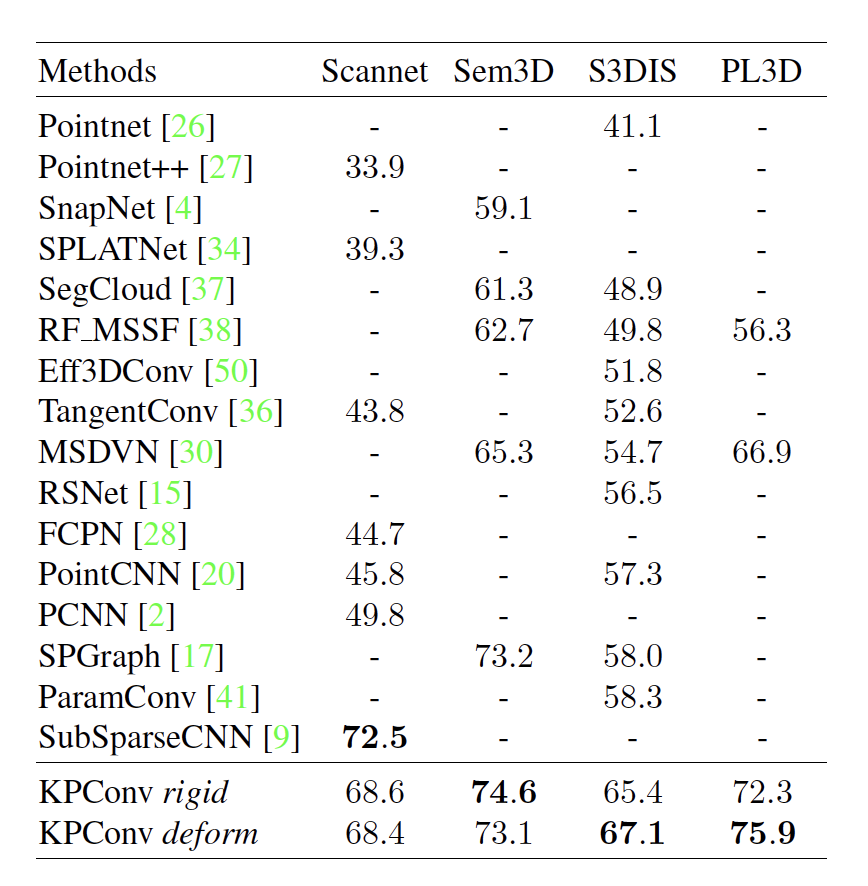 Methods Scannet Sem3D S3DIS PL3D
Pointnet [26] - - 41.1 -
Pointnet++ [27] 33.9 - - -
SnapNet [4] - 59.1 - -
SPLATNet [34] 39.3 - - -
SegCloud [37] - 61.3 48.9 -
RF_MSSF [38] - 62.7 49.8 56.3
Eff3DConv [50] - - 51.8 -
TangentConv [36] 43.8 - 52.6 -
MSDVN [30] - 65.3 54.7 66.9
RSNet [15] - - 56.5 -
FCPN [28] 44.7 - - -
PointCNN [20] 45.8 - 57.3 -
PCNN [2] 49.8 - - -
SPGraph [17] - 73.2 58.0 -
ParamConv [41] - - 58.3 -
SubSparseCNN [9] 72.5 - - -
KPConv rigid 68.6 74.6 65.4 72.3
KPConv deform 68.4 73.1 67.1 75.9